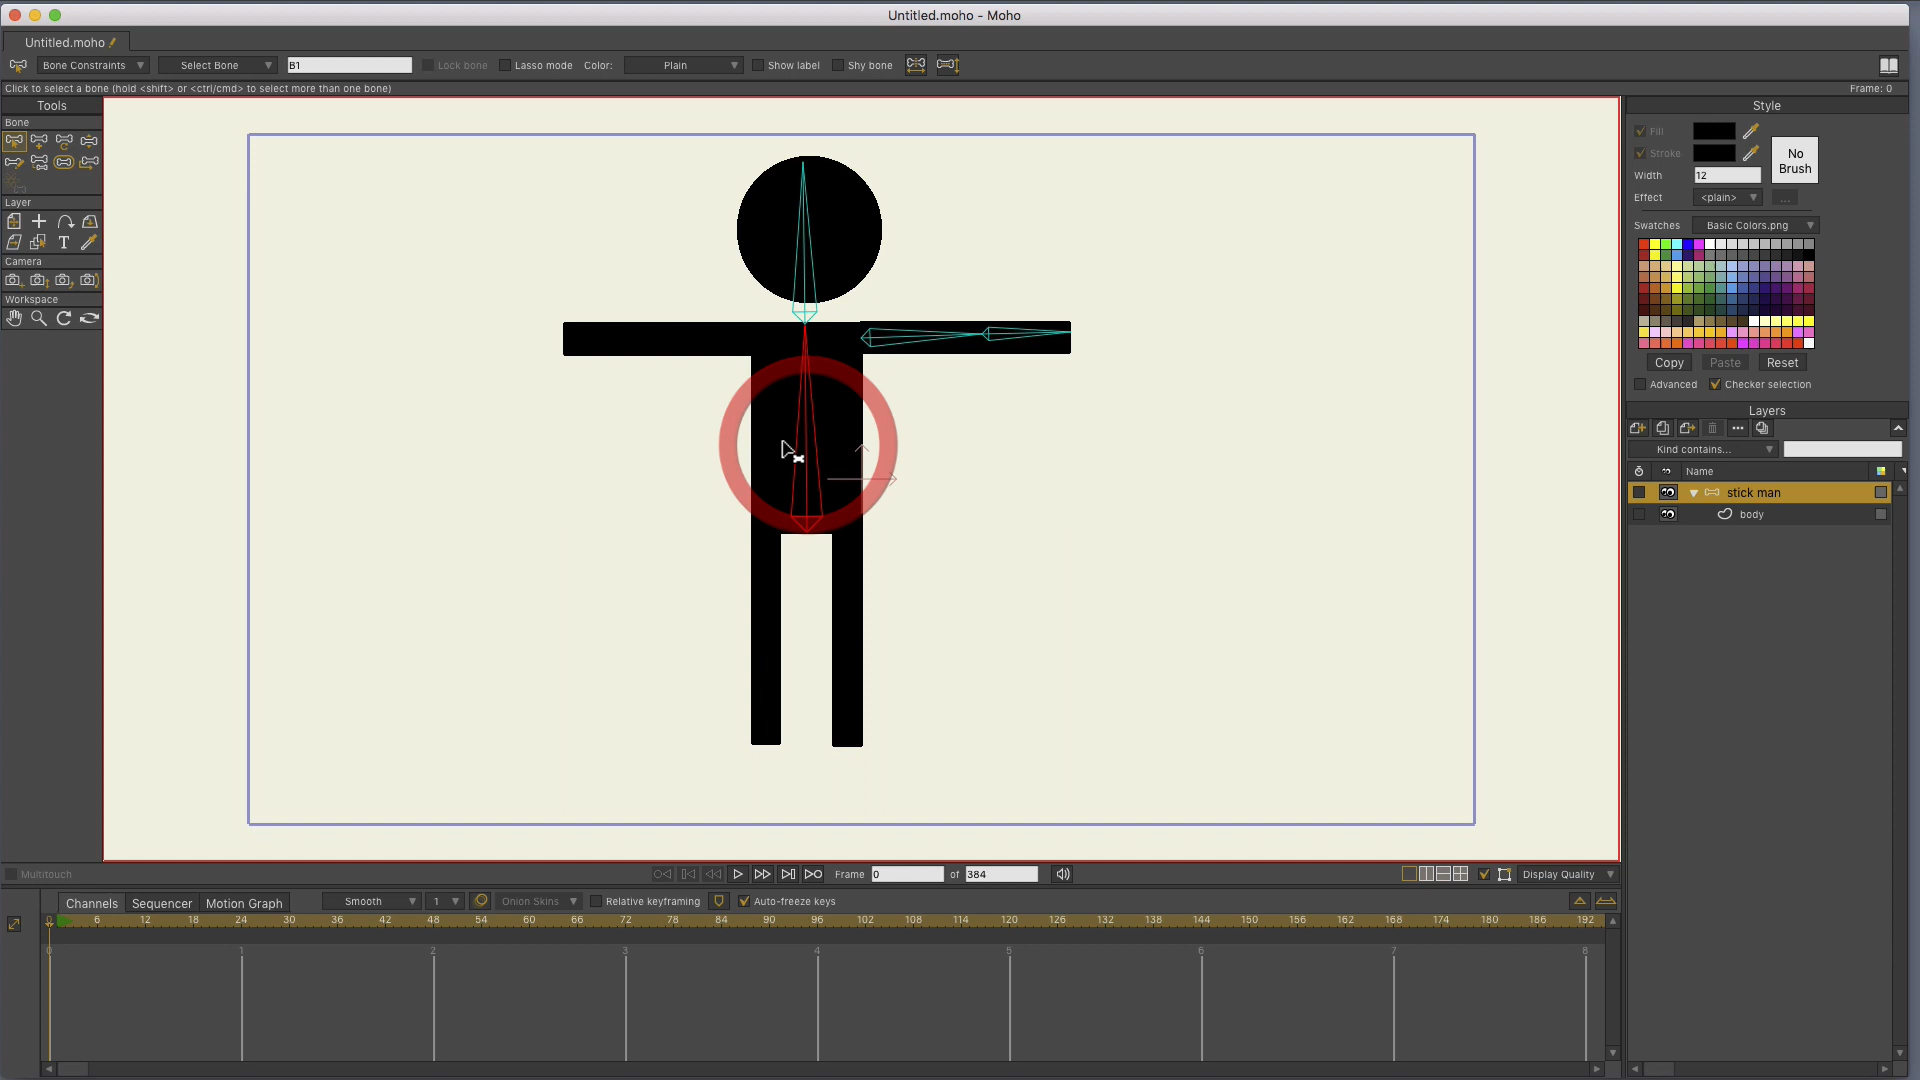 Untitled.moho - Moho
Untitled.moho
Bone Constraints Select Bone B1 Lock bone Lasso mode Color: Plain Show label Shy bone
Click to select a bone (hold <shift> or <ctrl/cmd> to select more than one bone) Frame: 0
Tools
Bone
Layer
T
Camera
Workspace
Style
Fill
Stroke
No
Brush
Width 12
Effect <plain> ...
Swatches Basic Colors.png
Copy Paste Reset
Advanced Checker selection
Layers
Kind contains...
Name
stick man
body
Multitouch Frame 0 of 384 Display Quality
Channels Sequencer Motion Graph Smooth 1 Onion Skins Relative keyframing Auto-freeze keys
0 6 12 18 24 30 36 42 48 54 60 66 72 78 84 90 96 102 108 114 120 126 132 138 144 150 156 162 168 174 180 186 192
0 1 2 3 4 5 6 7 8